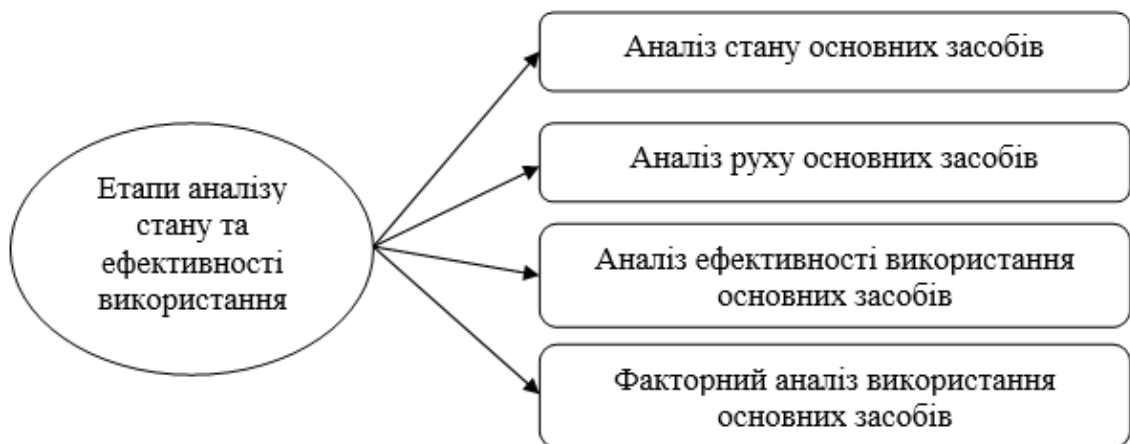 Етапи аналізу
стану та
ефективності
використання
Аналіз стану основних засобів
Аналіз руху основних засобів
Аналіз ефективності використання
основних засобів
Факторний аналіз використання
основних засобів